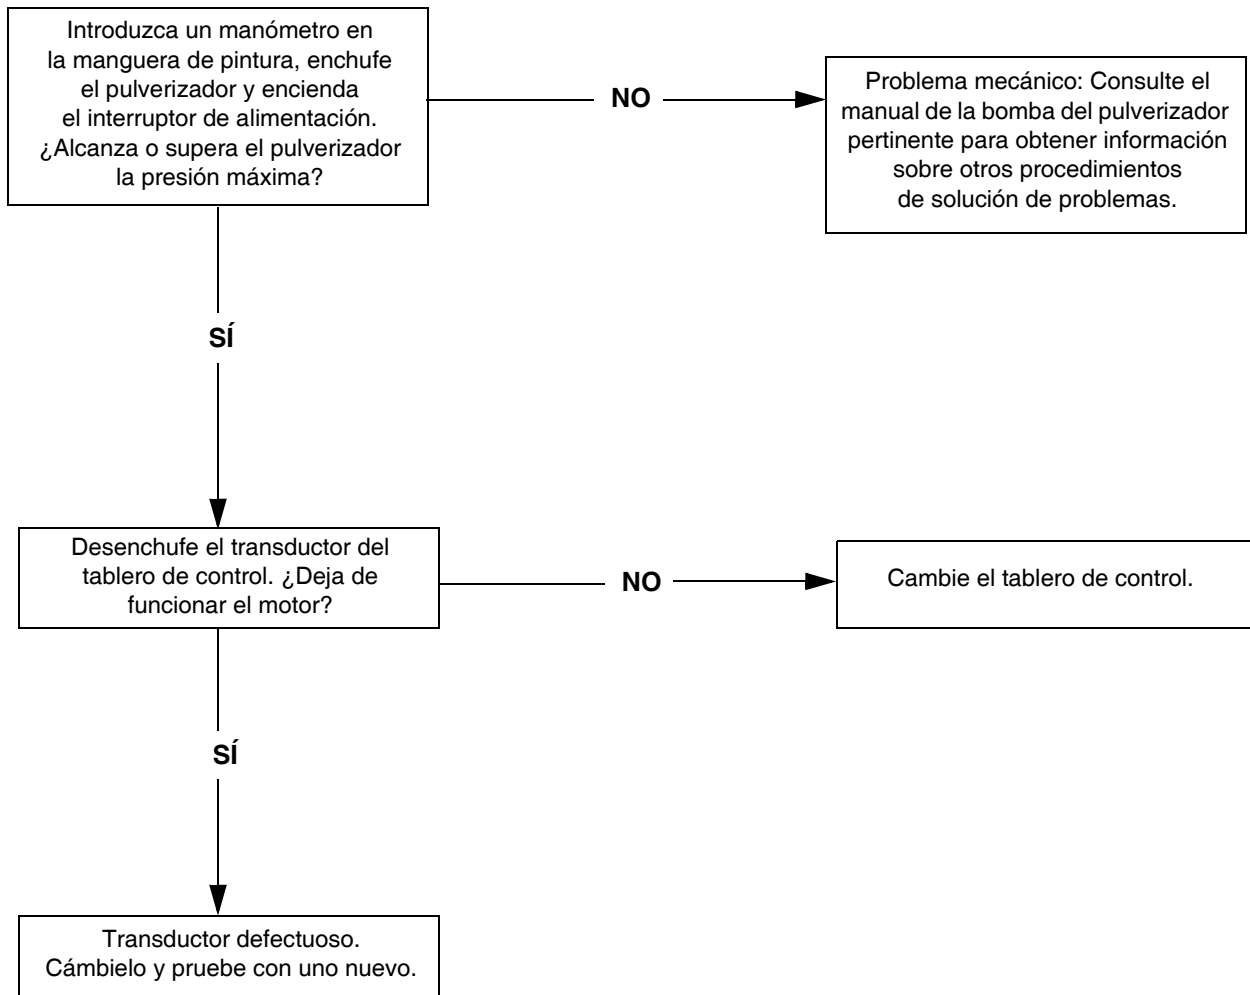 Introduzca un manómetro en
la manguera de pintura, enchufe
el pulverizador y encienda
el interruptor de alimentación.
¿Alcanza o supera el pulverizador
la presión máxima?
NO
Problema mecánico: Consulte el
manual de la bomba del pulverizador
pertinente para obtener información
sobre otros procedimientos
de solución de problemas.
SÍ
Desenchufe el transductor del
tablero de control. ¿Deja de
funcionar el motor?
NO
Cambie el tablero de control.
SÍ
Transductor defectuoso.
Cámbielo y pruebe con uno nuevo.